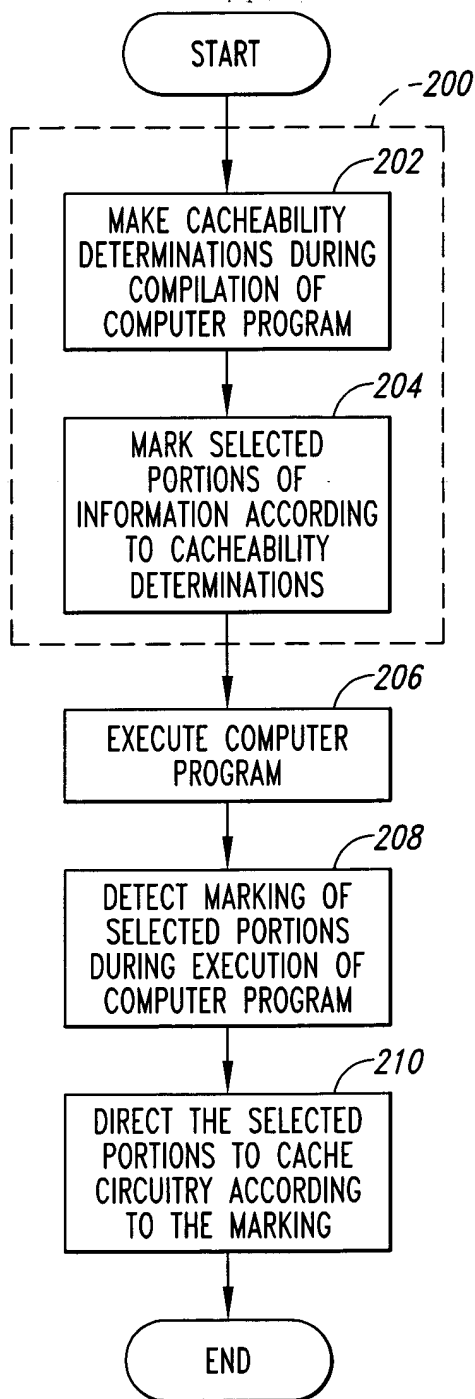 START
200
202
MAKE CACHEABILITY
DETERMINATIONS DURING
COMPILATION OF
COMPUTER PROGRAM
204
MARK SELECTED
PORTIONS OF
INFORMATION ACCORDING
TO CACHEABILITY
DETERMINATIONS
206
EXECUTE COMPUTER
PROGRAM
208
DETECT MARKING OF
SELECTED PORTIONS
DURING EXECUTION OF
COMPUTER PROGRAM
210
DIRECT THE SELECTED
PORTIONS TO CACHE
CIRCUITRY ACCORDING
TO THE MARKING
END